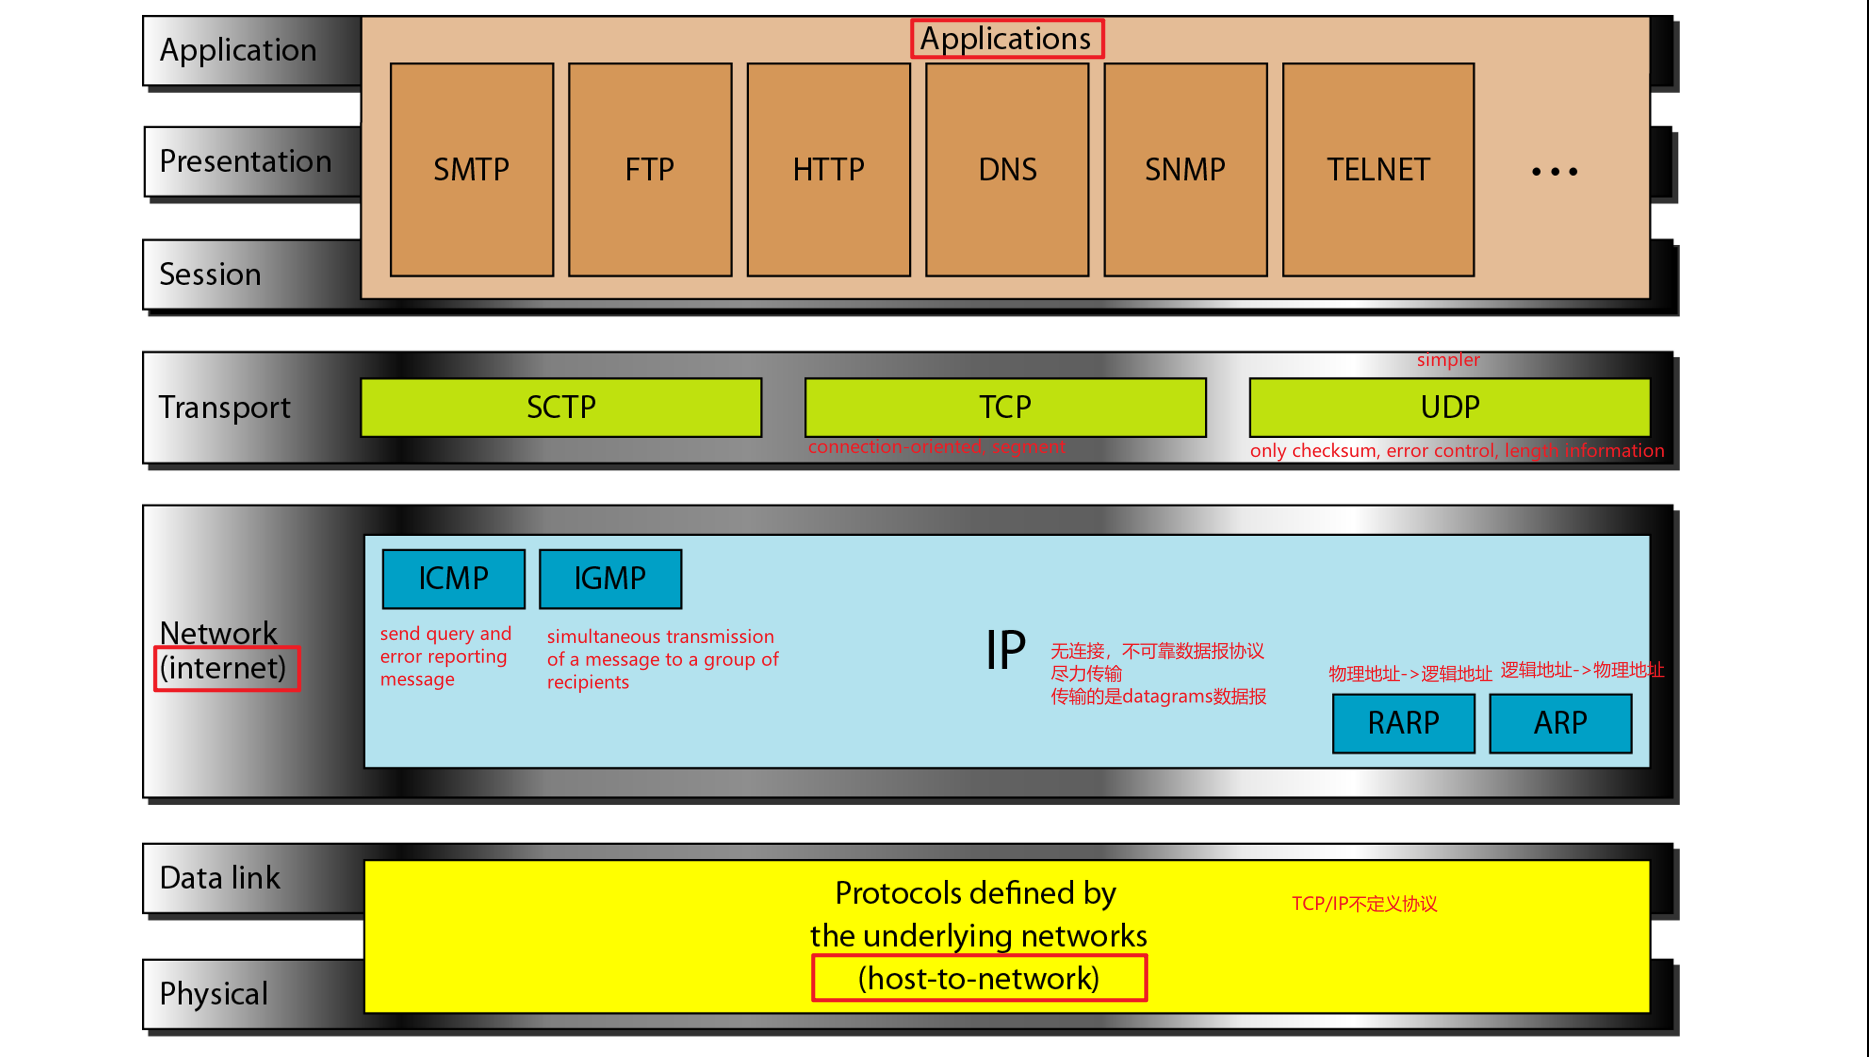 Application
Applications
SMTP
FTP
HTTP
DNS
SNMP
TELNET
...
Presentation
Session
Transport
SCTP
TCP
connection-oriented, segment
simpler
UDP
only checksum, error control, length information
Network
(internet)
ICMP
send query and
error reporting
message
IGMP
simultaneous transmission
of a message to a group of
recipients
IP
无连接，不可靠数据报协议
尽力传输
传输的是datagrams数据报
物理地址->逻辑地址
RARP
逻辑地址->物理地址
ARP
Data link
Physical
Protocols defined by
the underlying networks
(host-to-network)
TCP/IP不定义协议